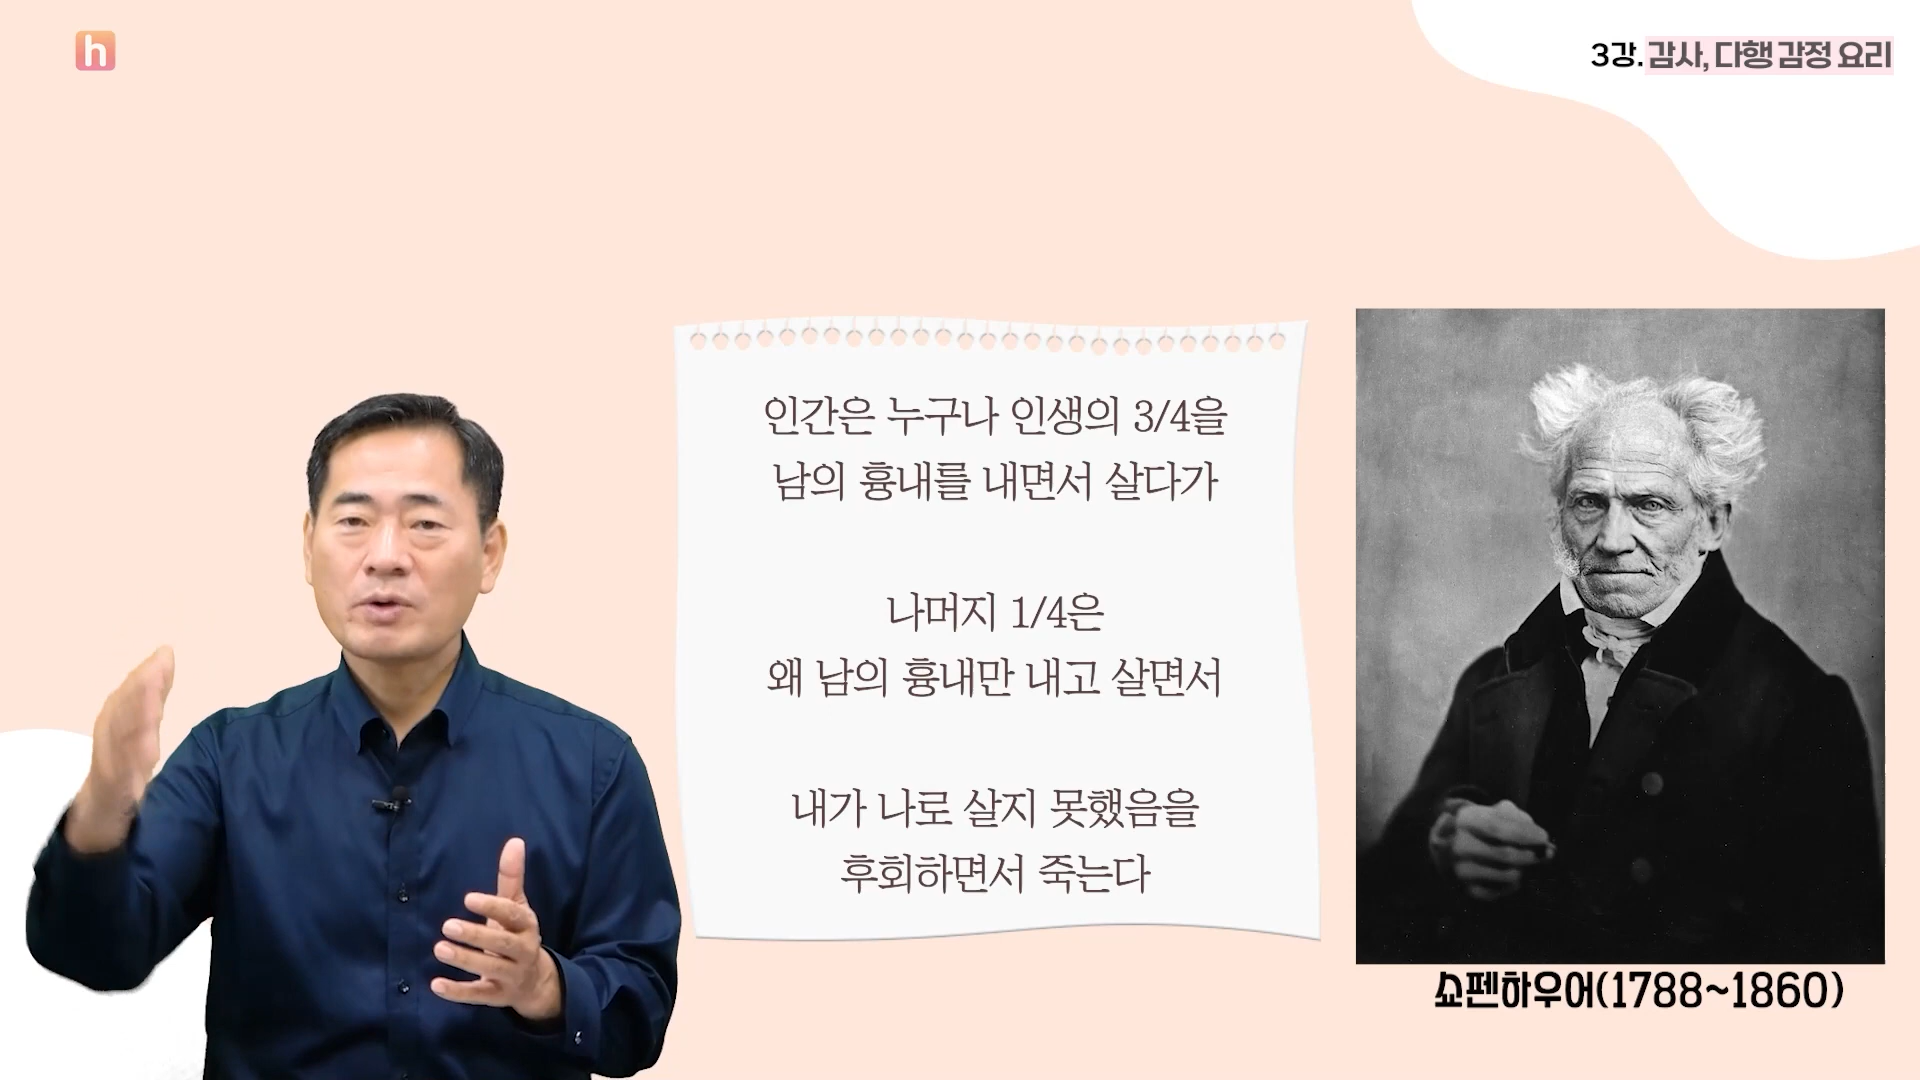 h
3강. 감사, 다행 감정 요리
인간은 누구나 인생의 3/4을
남의 흉내를 내면서 살다가
나머지 1/4은
왜 남의 흉내만 내고 살면서
내가 나로 살지 못했음을
후회하면서 죽는다
쇼펜하우어(1788~1860)